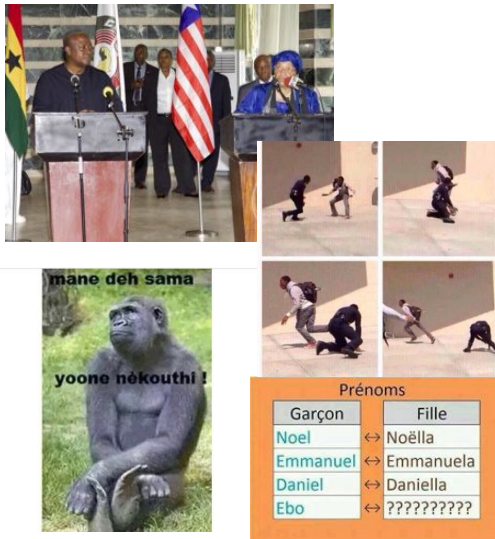 mane deh sama
yoone nékouthi !
Prénoms
Garçon Fille
Noel ↔ Noëlla
Emmanuel ↔ Emmanuela
Daniel ↔ Daniella
Ebo ↔ ??????????